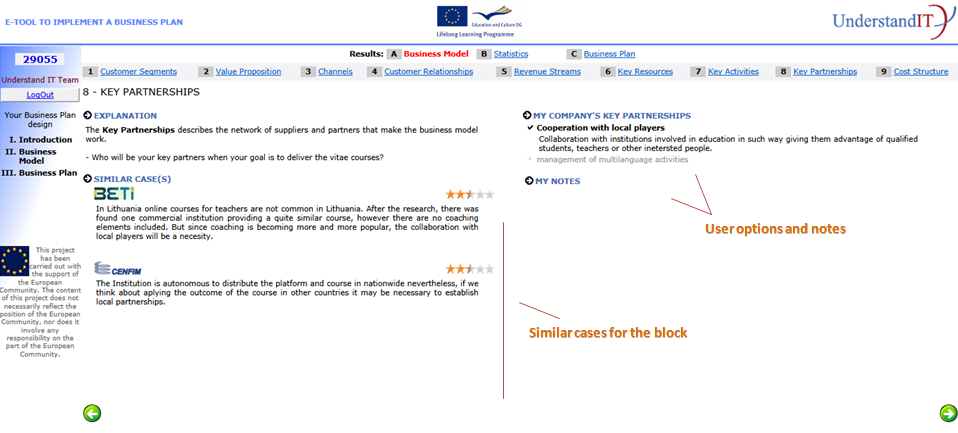 E-TOOL TO IMPLEMENT A BUSINESS PLAN
Education and Culture DG
Lifelong Learning Programme
UnderstandIT
29055
Understand IT Team
LogOut
Your Business Plan
design
I. Introduction
II. Business
Model
III. Business Plan
This project
has been
carried out with
the support of
the European
Community. The content
of this project does not
necessarily reflect the
position of the European
Community, nor does it
involve any
responsibility on the
part of the European
Community.
Results: A Business Model B Statistics C Business Plan
1 Customer Segments 2 Value Proposition 3 Channels 4 Customer Relationships 5 Revenue Streams 6 Key Resources 7 Key Activities 8 Key Partnerships 9 Cost Structure
8 - KEY PARTNERSHIPS
EXPLANATION
The Key Partnerships describes the network of suppliers and partners that make the business model
work.
- Who will be your key partners when your goal is to deliver the vitae courses?
SIMILAR CASE(S)
BETi
In Lithuania online courses for teachers are not common in Lithuania. After the research, there was
found one commercial institution providing a quite similar course, however there are no coaching
elements included. But since coaching is becoming more and more popular, the collaboration with
local players will be a necesity.
CENFIM
The Institution is autonomous to distribute the platform and course in nationwide nevertheless, if we
think about aplying the outcome of the course in other countries it may be necessary to establish
local partnerships.
MY COMPANY'S KEY PARTNERSHIPS
Cooperation with local players
Collaboration with institutions involved in education in such way giving them advantage of qualified
students, teachers or other inetersted people.
management of multilanguage activities
MY NOTES
User options and notes
Similar cases for the block